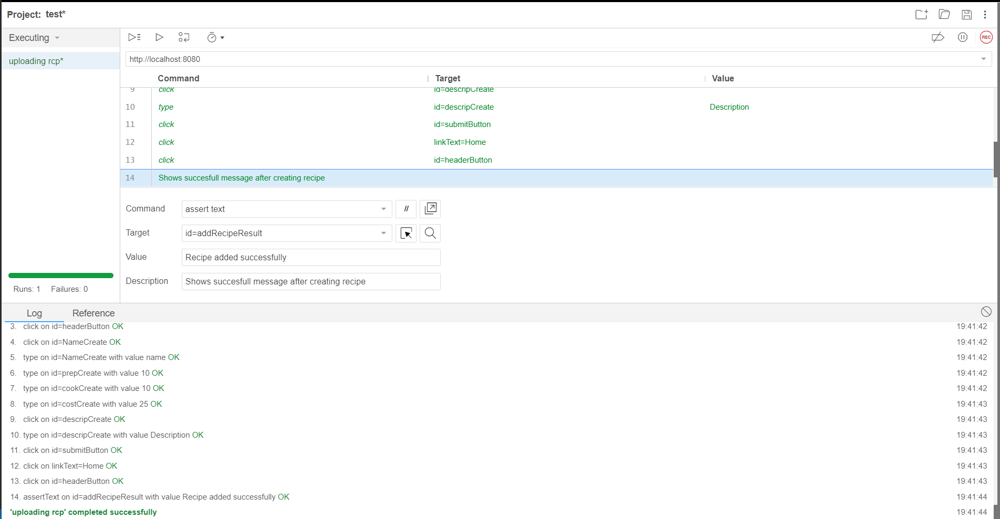 Project: test*
Executing
REC
uploading rcp*
http://localhost:8080
Command Target Value
9 click id=descripCreate
10 type id=descripCreate Description
11 click id=submitButton
12 click linkText=Home
13 click id=headerButton
14 Shows succesfull message after creating recipe
Command assert text //
Target id=addRecipeResult
Value Recipe added successfully
Description Shows succesfull message after creating recipe
Runs: 1 Failures: 0
Log Reference
3. click on id=headerButton OK 19:41:42
4. click on id=NameCreate OK 19:41:42
5. type on id=NameCreate with value name OK 19:41:42
6. type on id=prepCreate with value 10 OK 19:41:42
7. type on id=cookCreate with value 10 OK 19:41:42
8. type on id=costCreate with value 25 OK 19:41:43
9. click on id=descripCreate OK 19:41:43
10. type on id=descripCreate with value Description OK 19:41:43
11. click on id=submitButton OK 19:41:43
12. click on linkText=Home OK 19:41:43
13. click on id=headerButton OK 19:41:43
14. assertText on id=addRecipeResult with value Recipe added successfully OK 19:41:44
'uploading rcp' completed successfully 19:41:44